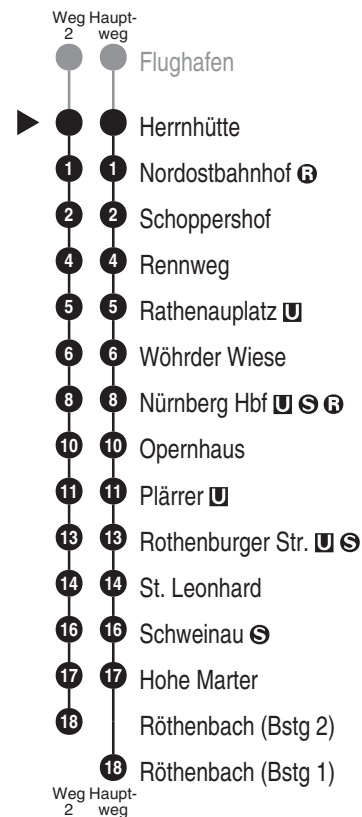 Weg Haupt-
2 weg
Flughafen
Herrnhütte
1 1 Nordostbahnhof R
2 2 Schoppershof
4 4 Rennweg
5 5 Rathenauplatz U
6 6 Wöhrder Wiese
8 8 Nürnberg Hbf U S R
10 10 Opernhaus
11 11 Plärrer U
13 13 Rothenburger Str. U S
14 14 St. Leonhard
16 16 Schweinau S
17 17 Hohe Marter
18 Röthenbach (Bstg 2)
18 Röthenbach (Bstg 1)
Weg Haupt-
2 weg